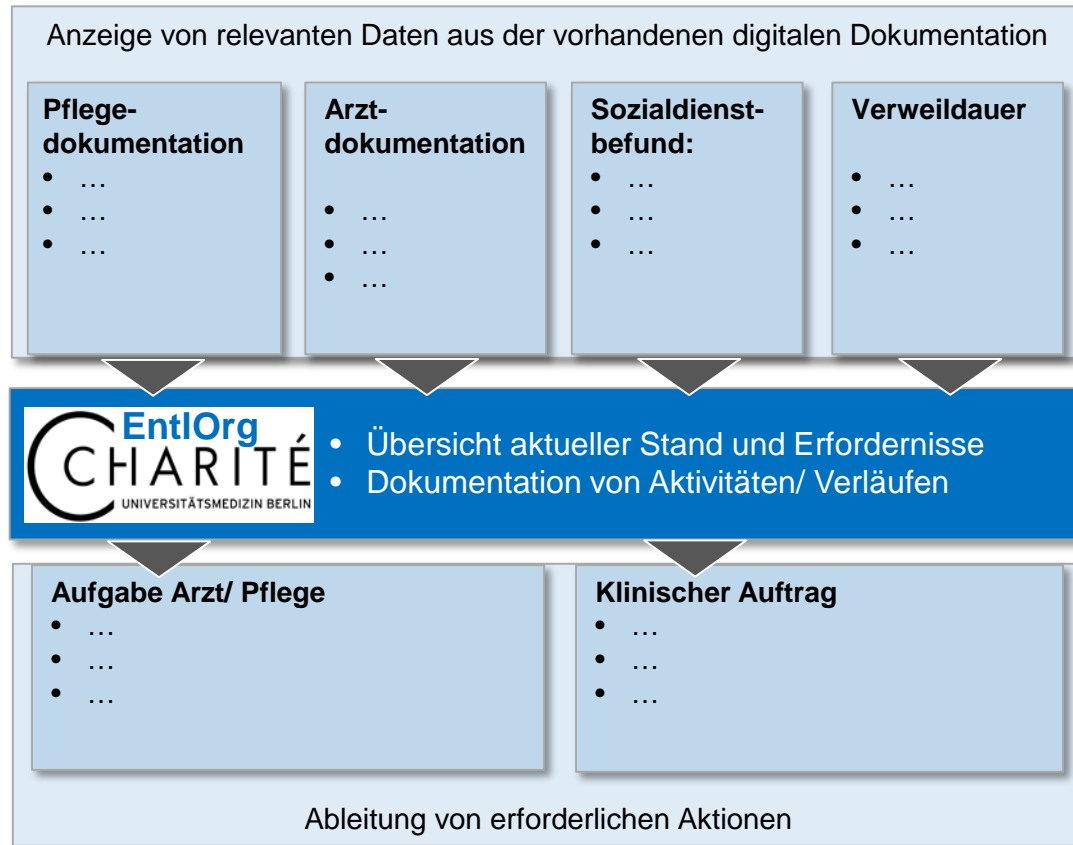 Anzeige von relevanten Daten aus der vorhandenen digitalen Dokumentation
Pflege-
dokumentation
• …
• …
• …
Arzt-
dokumentation
• …
• …
• …
Sozialdienst-
befund:
• …
• …
• …
Verweildauer
• …
• …
• …
EntlOrg
CHARITÉ
UNIVERSITÄTSMEDIZIN BERLIN
• Übersicht aktueller Stand und Erfordernisse
• Dokumentation von Aktivitäten/ Verläufen
Aufgabe Arzt/ Pflege
• …
• …
• …
Klinischer Auftrag
• …
• …
• …
Ableitung von erforderlichen Aktionen